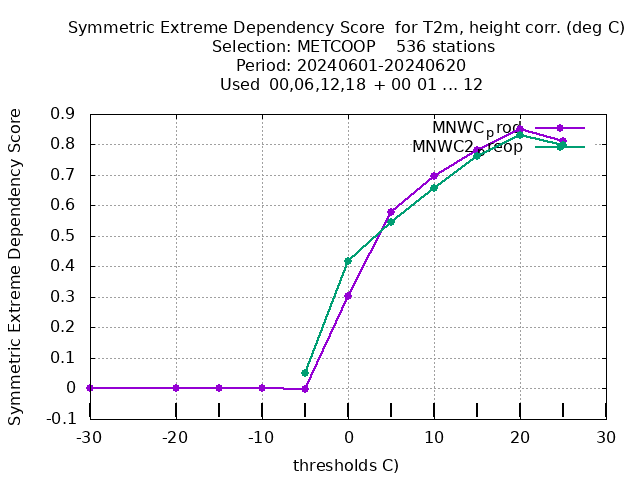 Symmetric Extreme Dependency Score  for T2m, height corr. (deg C)
Selection: METCOOP    536 stations
Period: 20240601-20240620
Used  00,06,12,18  + 00 01 ... 12
Symmetric Extreme Dependency Score
0.9
0.8
0.7
0.6
0.5
0.4
0.3
0.2
0.1
0
-0.1
MNWCprod
MNWC2preop
-30
-20
-10
0
10
20
30
thresholds C)